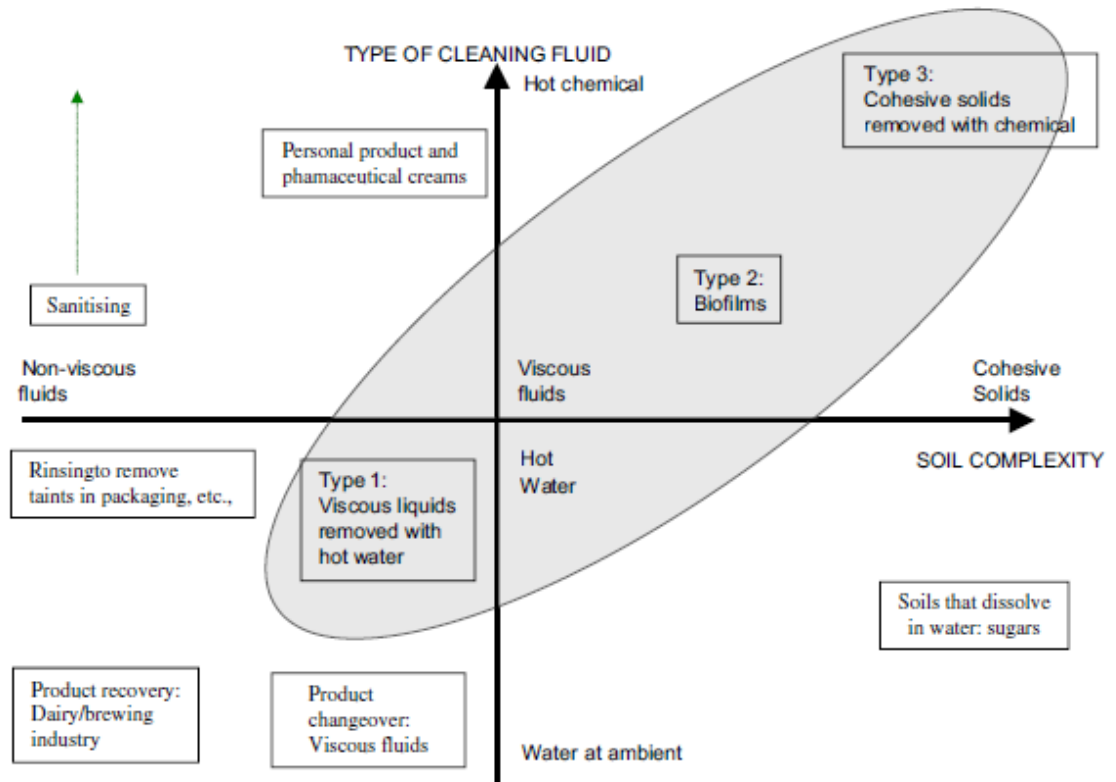 TYPE OF CLEANING FLUID
Hot chemical
Type 3:
Cohesive solids
removed with chemical
Personal product and
phamaceutical creams
Type 2:
Biofilms
Sanitising
Non-viscous
fluids
Viscous
fluids
Cohesive
Solids
SOIL COMPLEXITY
Rinsingto remove
taints in packaging, etc.,
Type 1:
Viscous liquids
removed with
hot water
Hot
Water
Soils that dissolve
in water: sugars
Product recovery:
Dairy/brewing
industry
Product
changeover:
Viscous fluids
Water at ambient